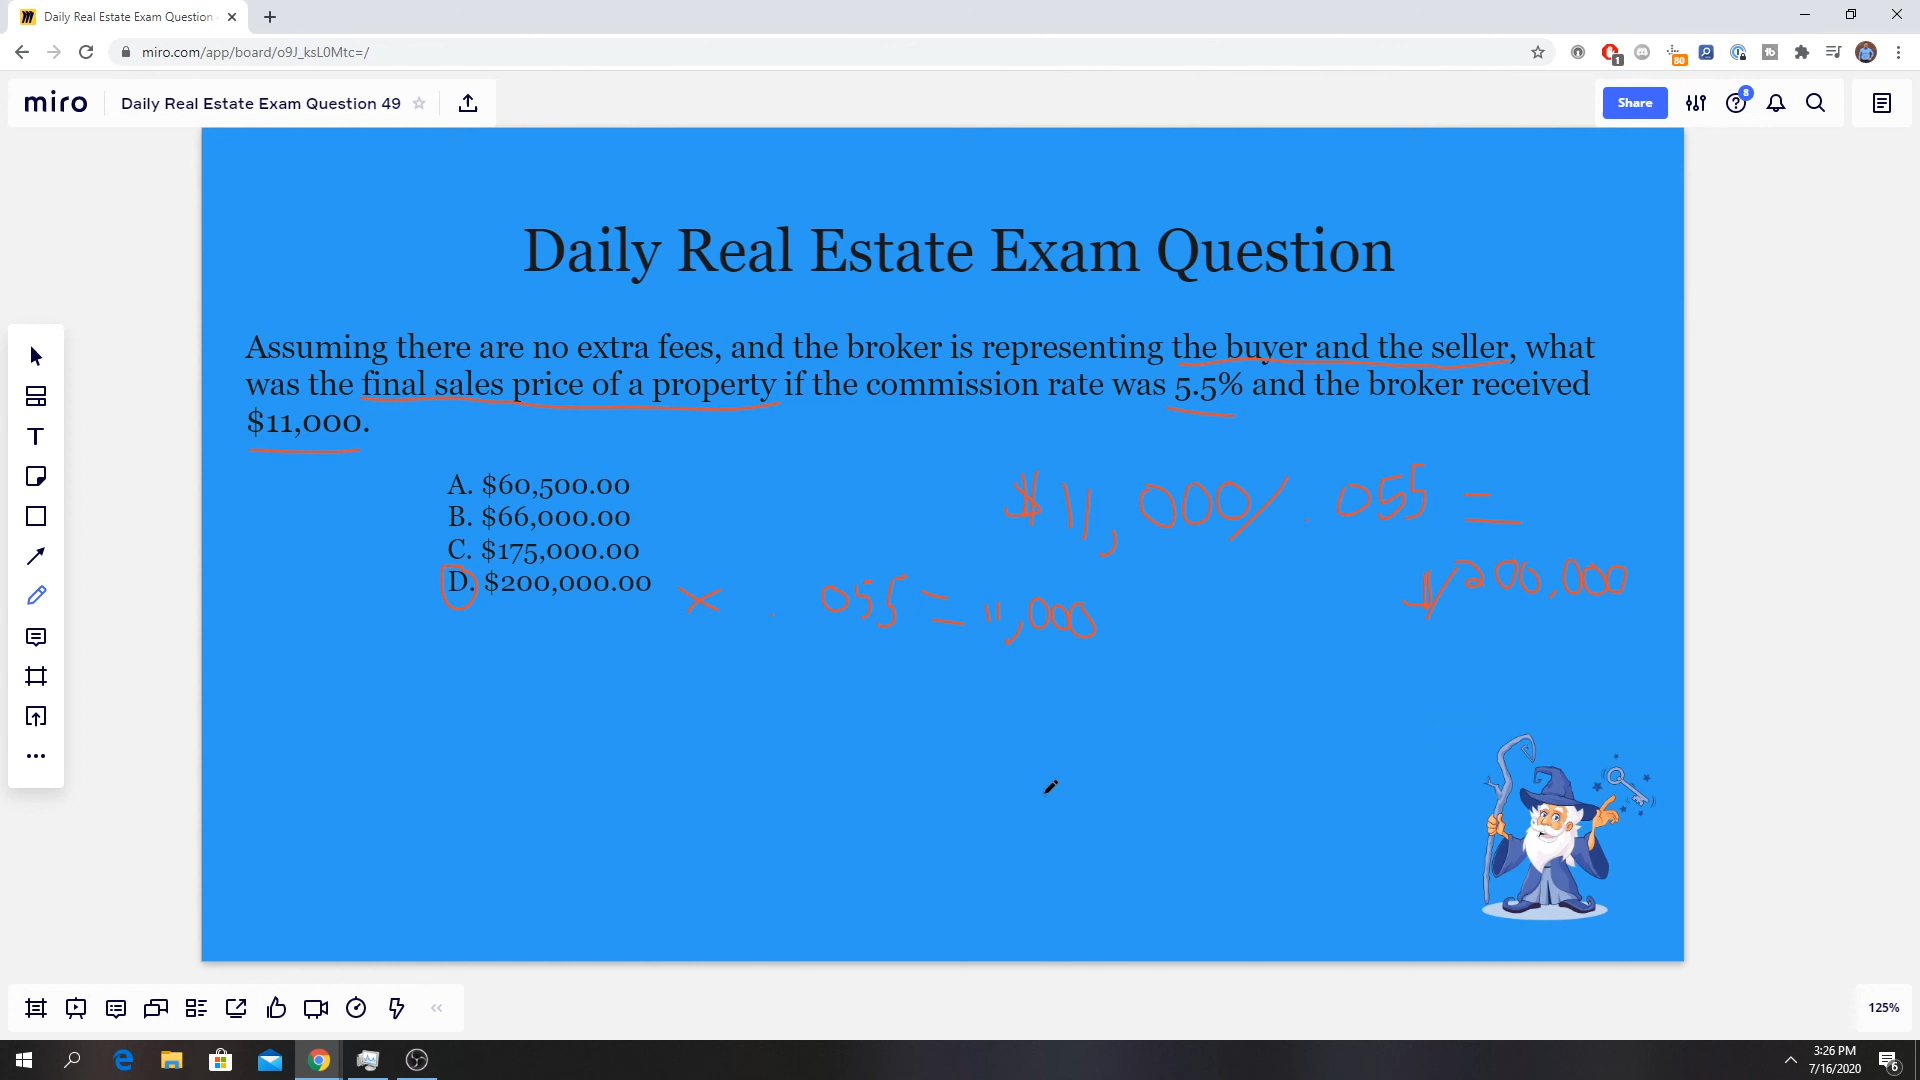 Daily Real Estate Exam Question
miro.com/app/board/o9J_ksL0Mtc=/
1
80
miro
Daily Real Estate Exam Question 49
Share
8
Daily Real Estate Exam Question
Assuming there are no extra fees, and the broker is representing the buyer and the seller, what
was the final sales price of a property if the commission rate was 5.5% and the broker received
$11,000.
A. $60,500.00
B. $66,000.00
C. $175,000.00
D. $200,000.00
$11,000/.055=
$200,000
x .055=11,000
125%
3:26 PM
7/16/2020
6